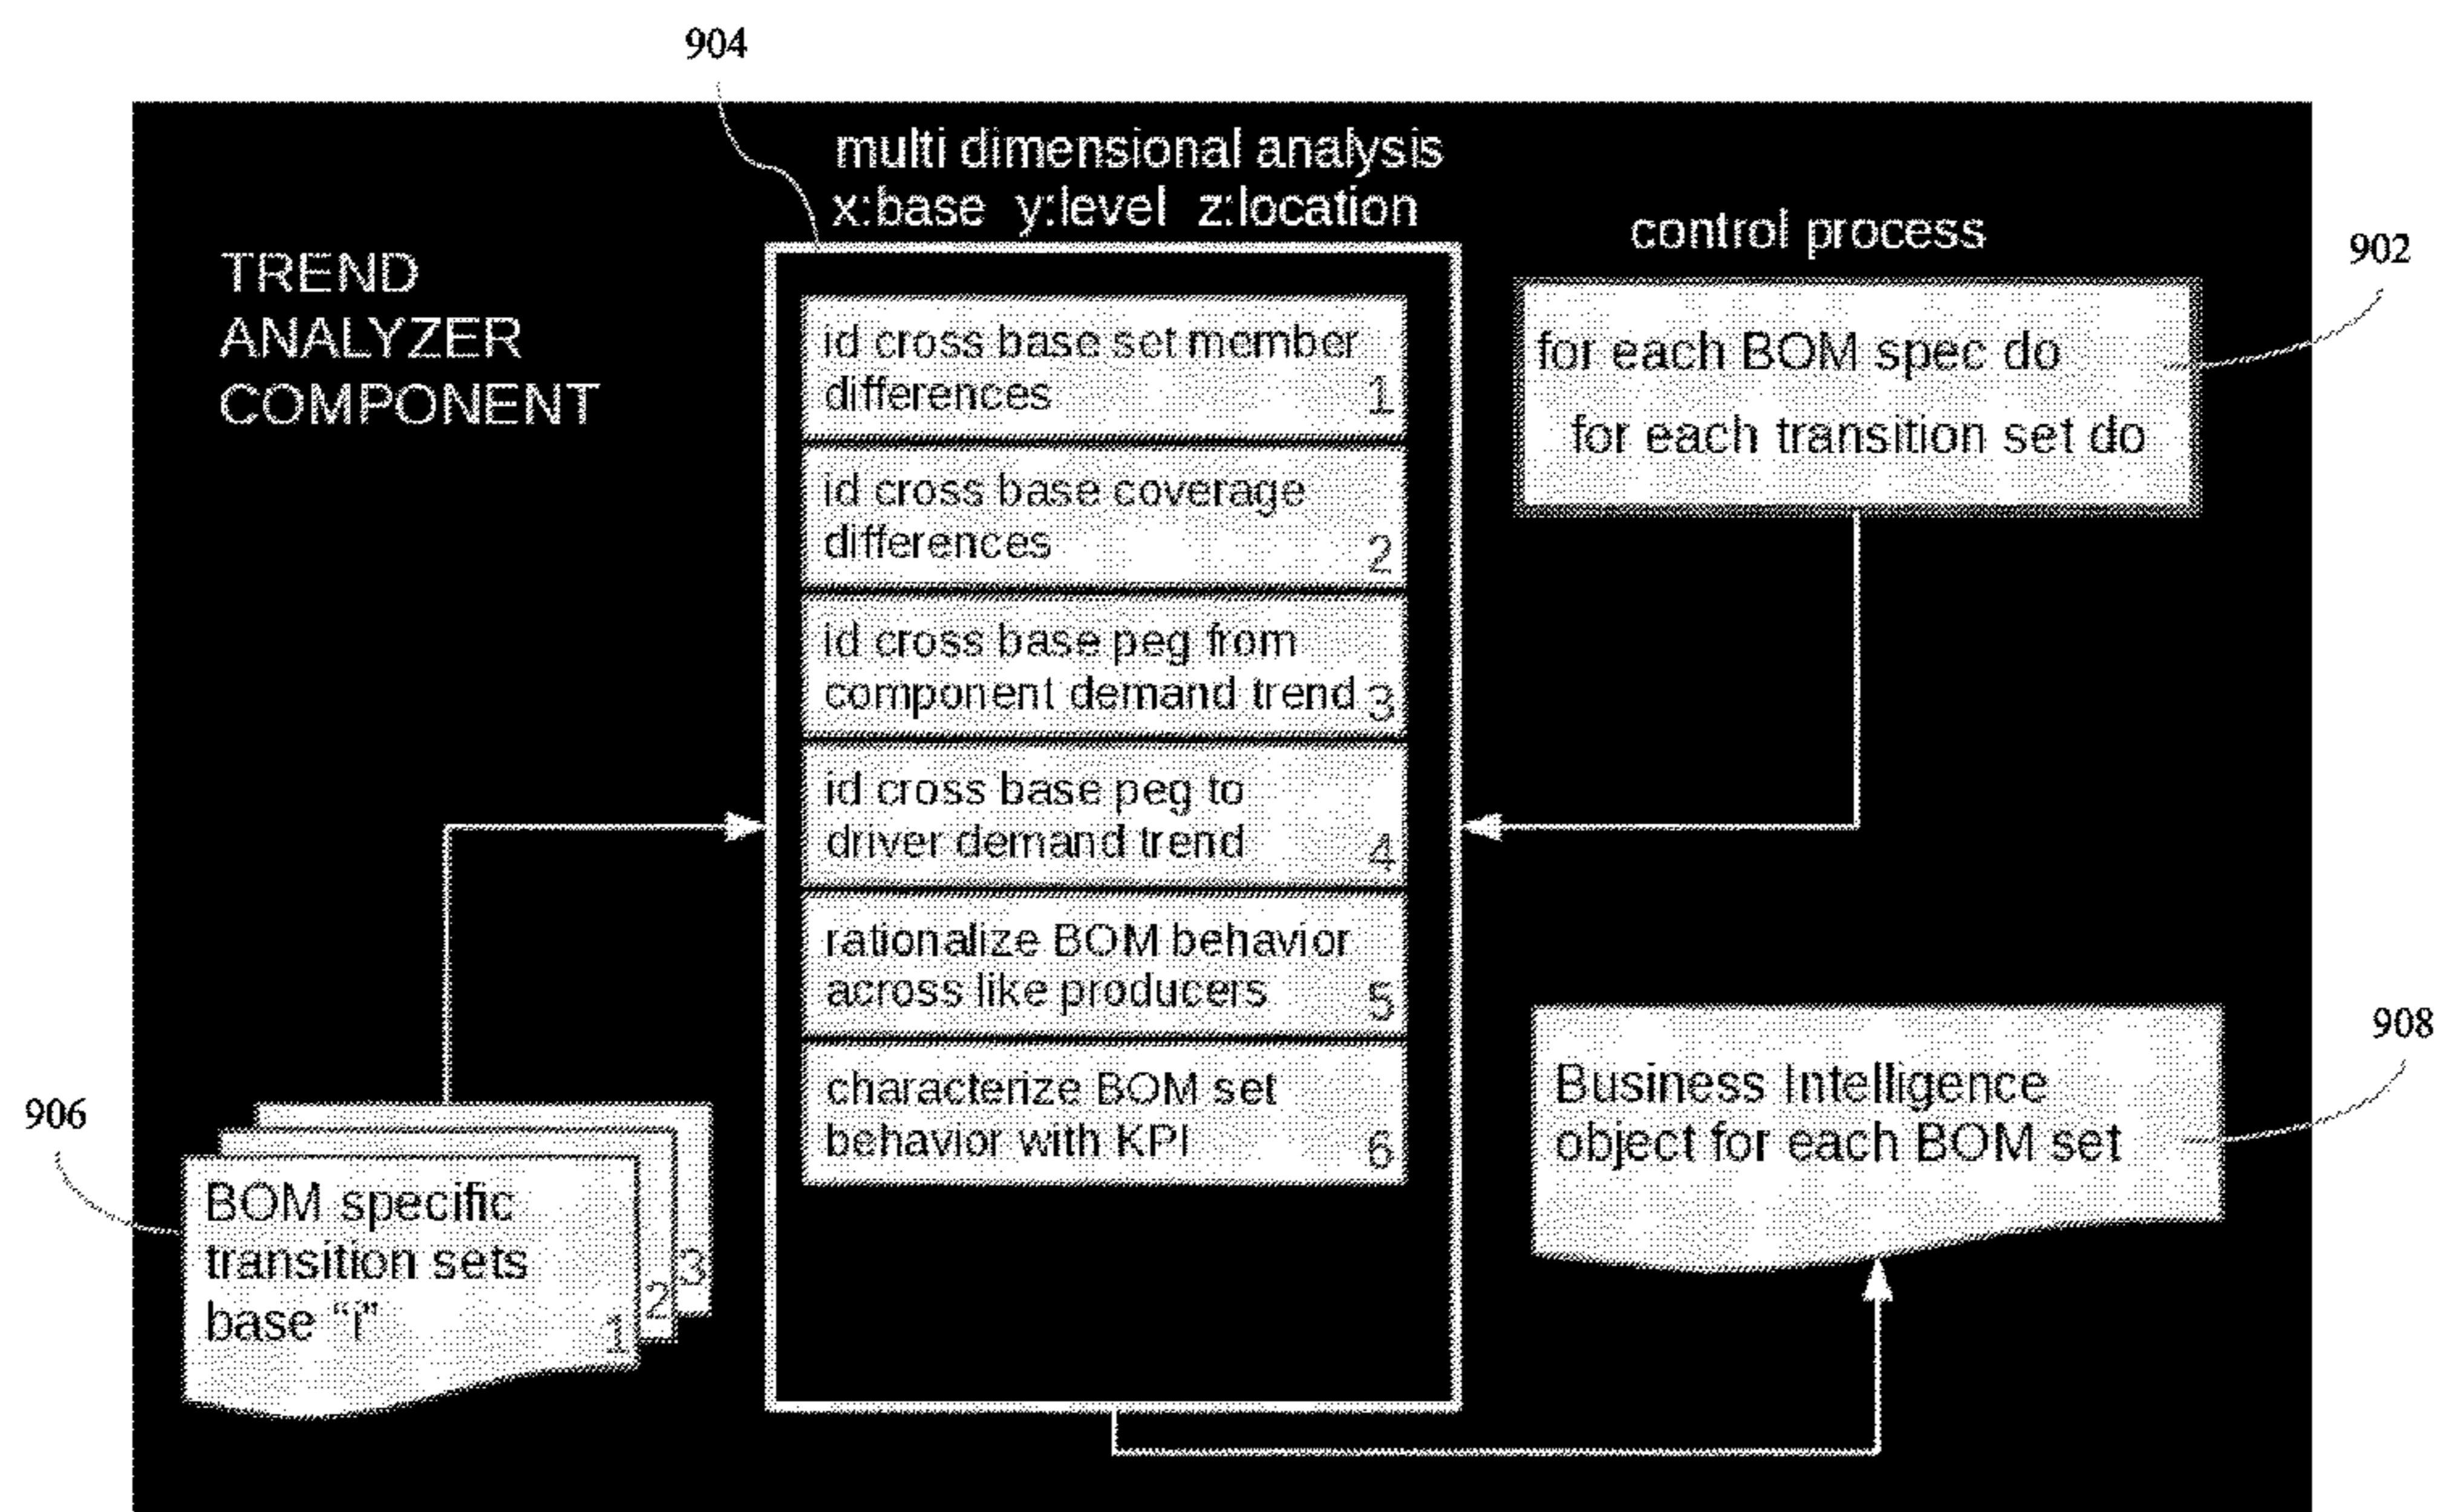 904
multi dimensional analysis
x:base y:level z:location
control process
902
TREND
ANALYZER
COMPONENT
id cross base set member
differences 1
id cross base coverage
differences 2
id cross base peg from
component demand trend 3
id cross base peg to
driver demand trend 4
rationalize BOM behavior
across like producers 5
characterize BOM set
behavior with KPI 6
for each BOM spec do
for each transition set do
906
BOM specific
transition sets
base “i”
1
2
3
908
Business Intelligence
object for each BOM set